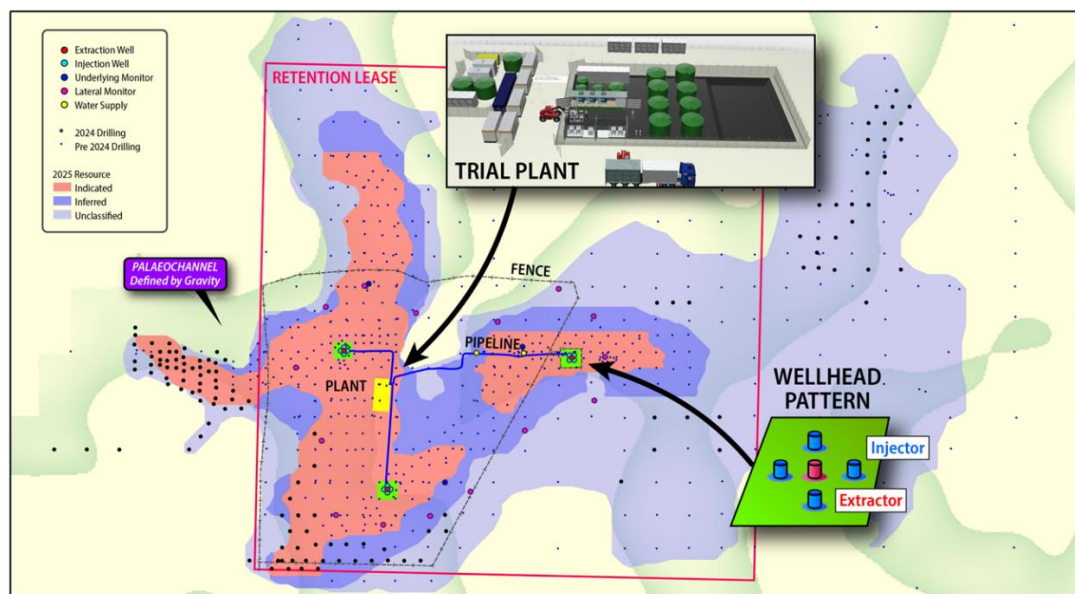 Extraction Well
Injection Well
Underlying Monitor
Lateral Monitor
Water Supply
2024 Drilling
Pre 2024 Drilling
2025 Resource
Indicated
Inferred
Unclassified
RETENTION LEASE
TRIAL PLANT
PALAEOCHANNEL
Defined by Gravity
FENCE
PIPELINE
PLANT
WELLHEAD
PATTERN
Injector
Extractor